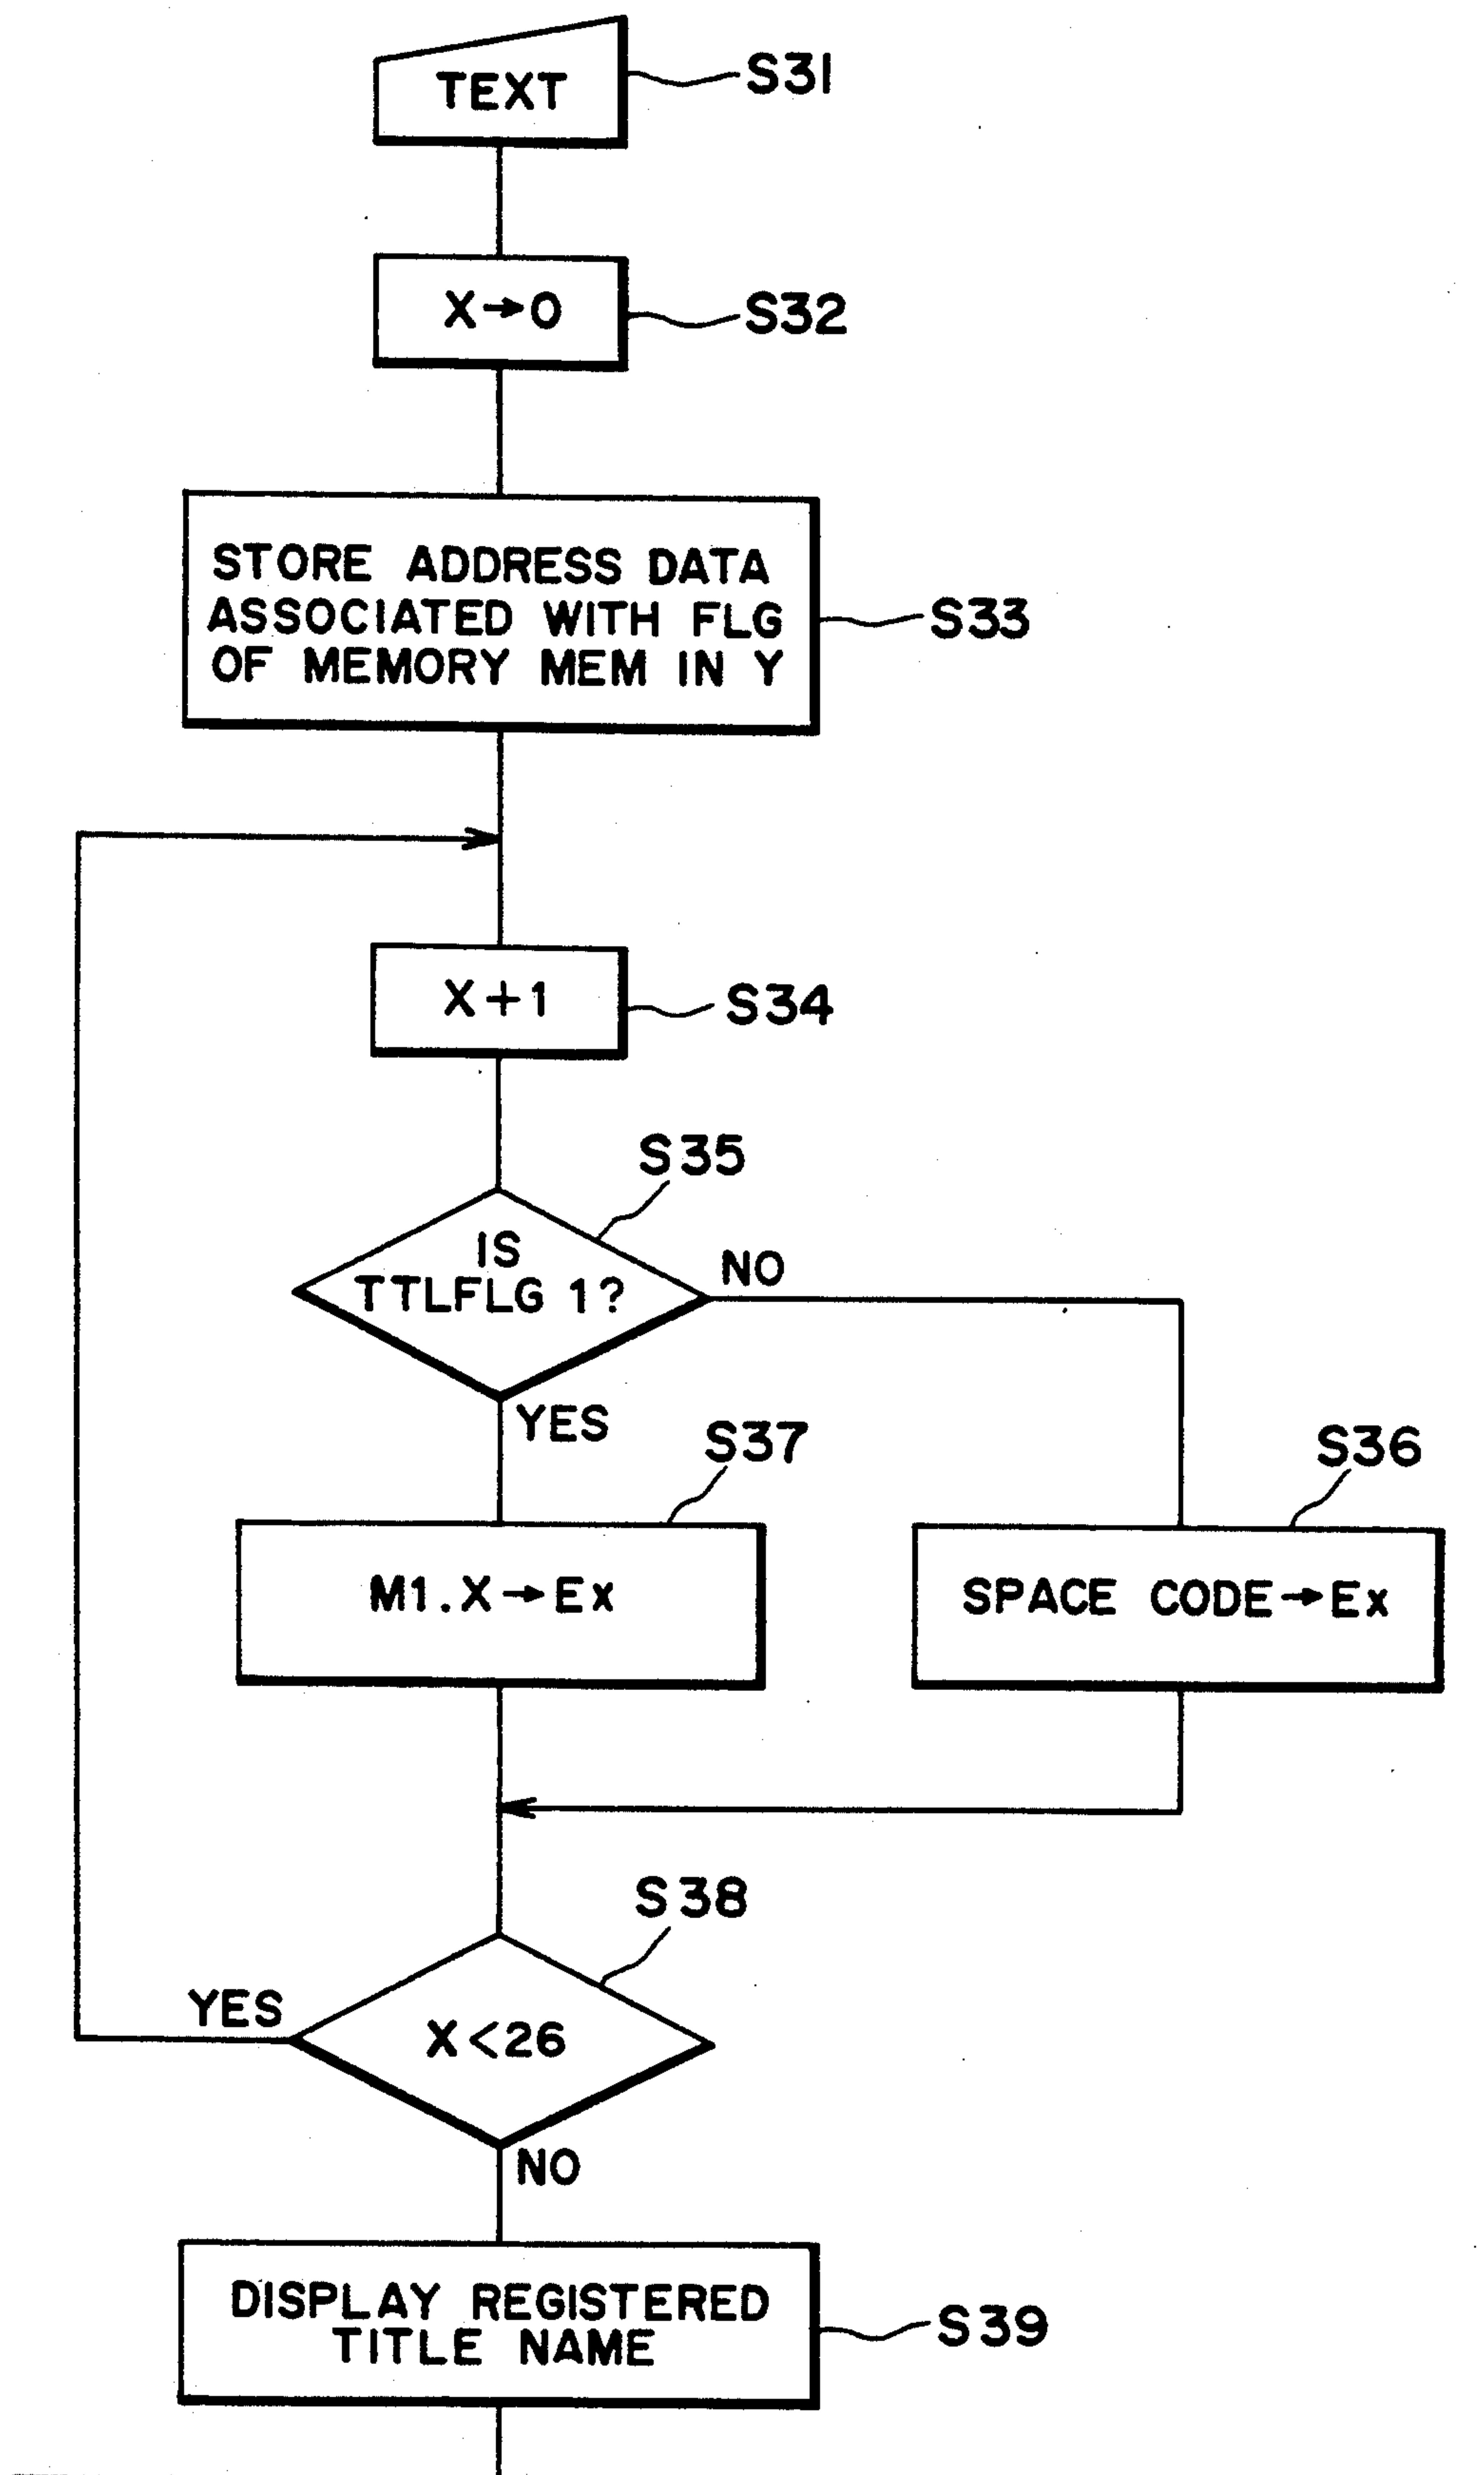 TEXT
S31
X→0
S32
STORE ADDRESS DATA
ASSOCIATED WITH FLG
OF MEMORY MEM IN Y
S33
X+1
S34
S35
IS
TTLFLG 1?
NO
YES
S37
S36
M1.X→Ex
SPACE CODE→Ex
S38
YES
X<26
NO
DISPLAY REGISTERED
TITLE NAME
S39